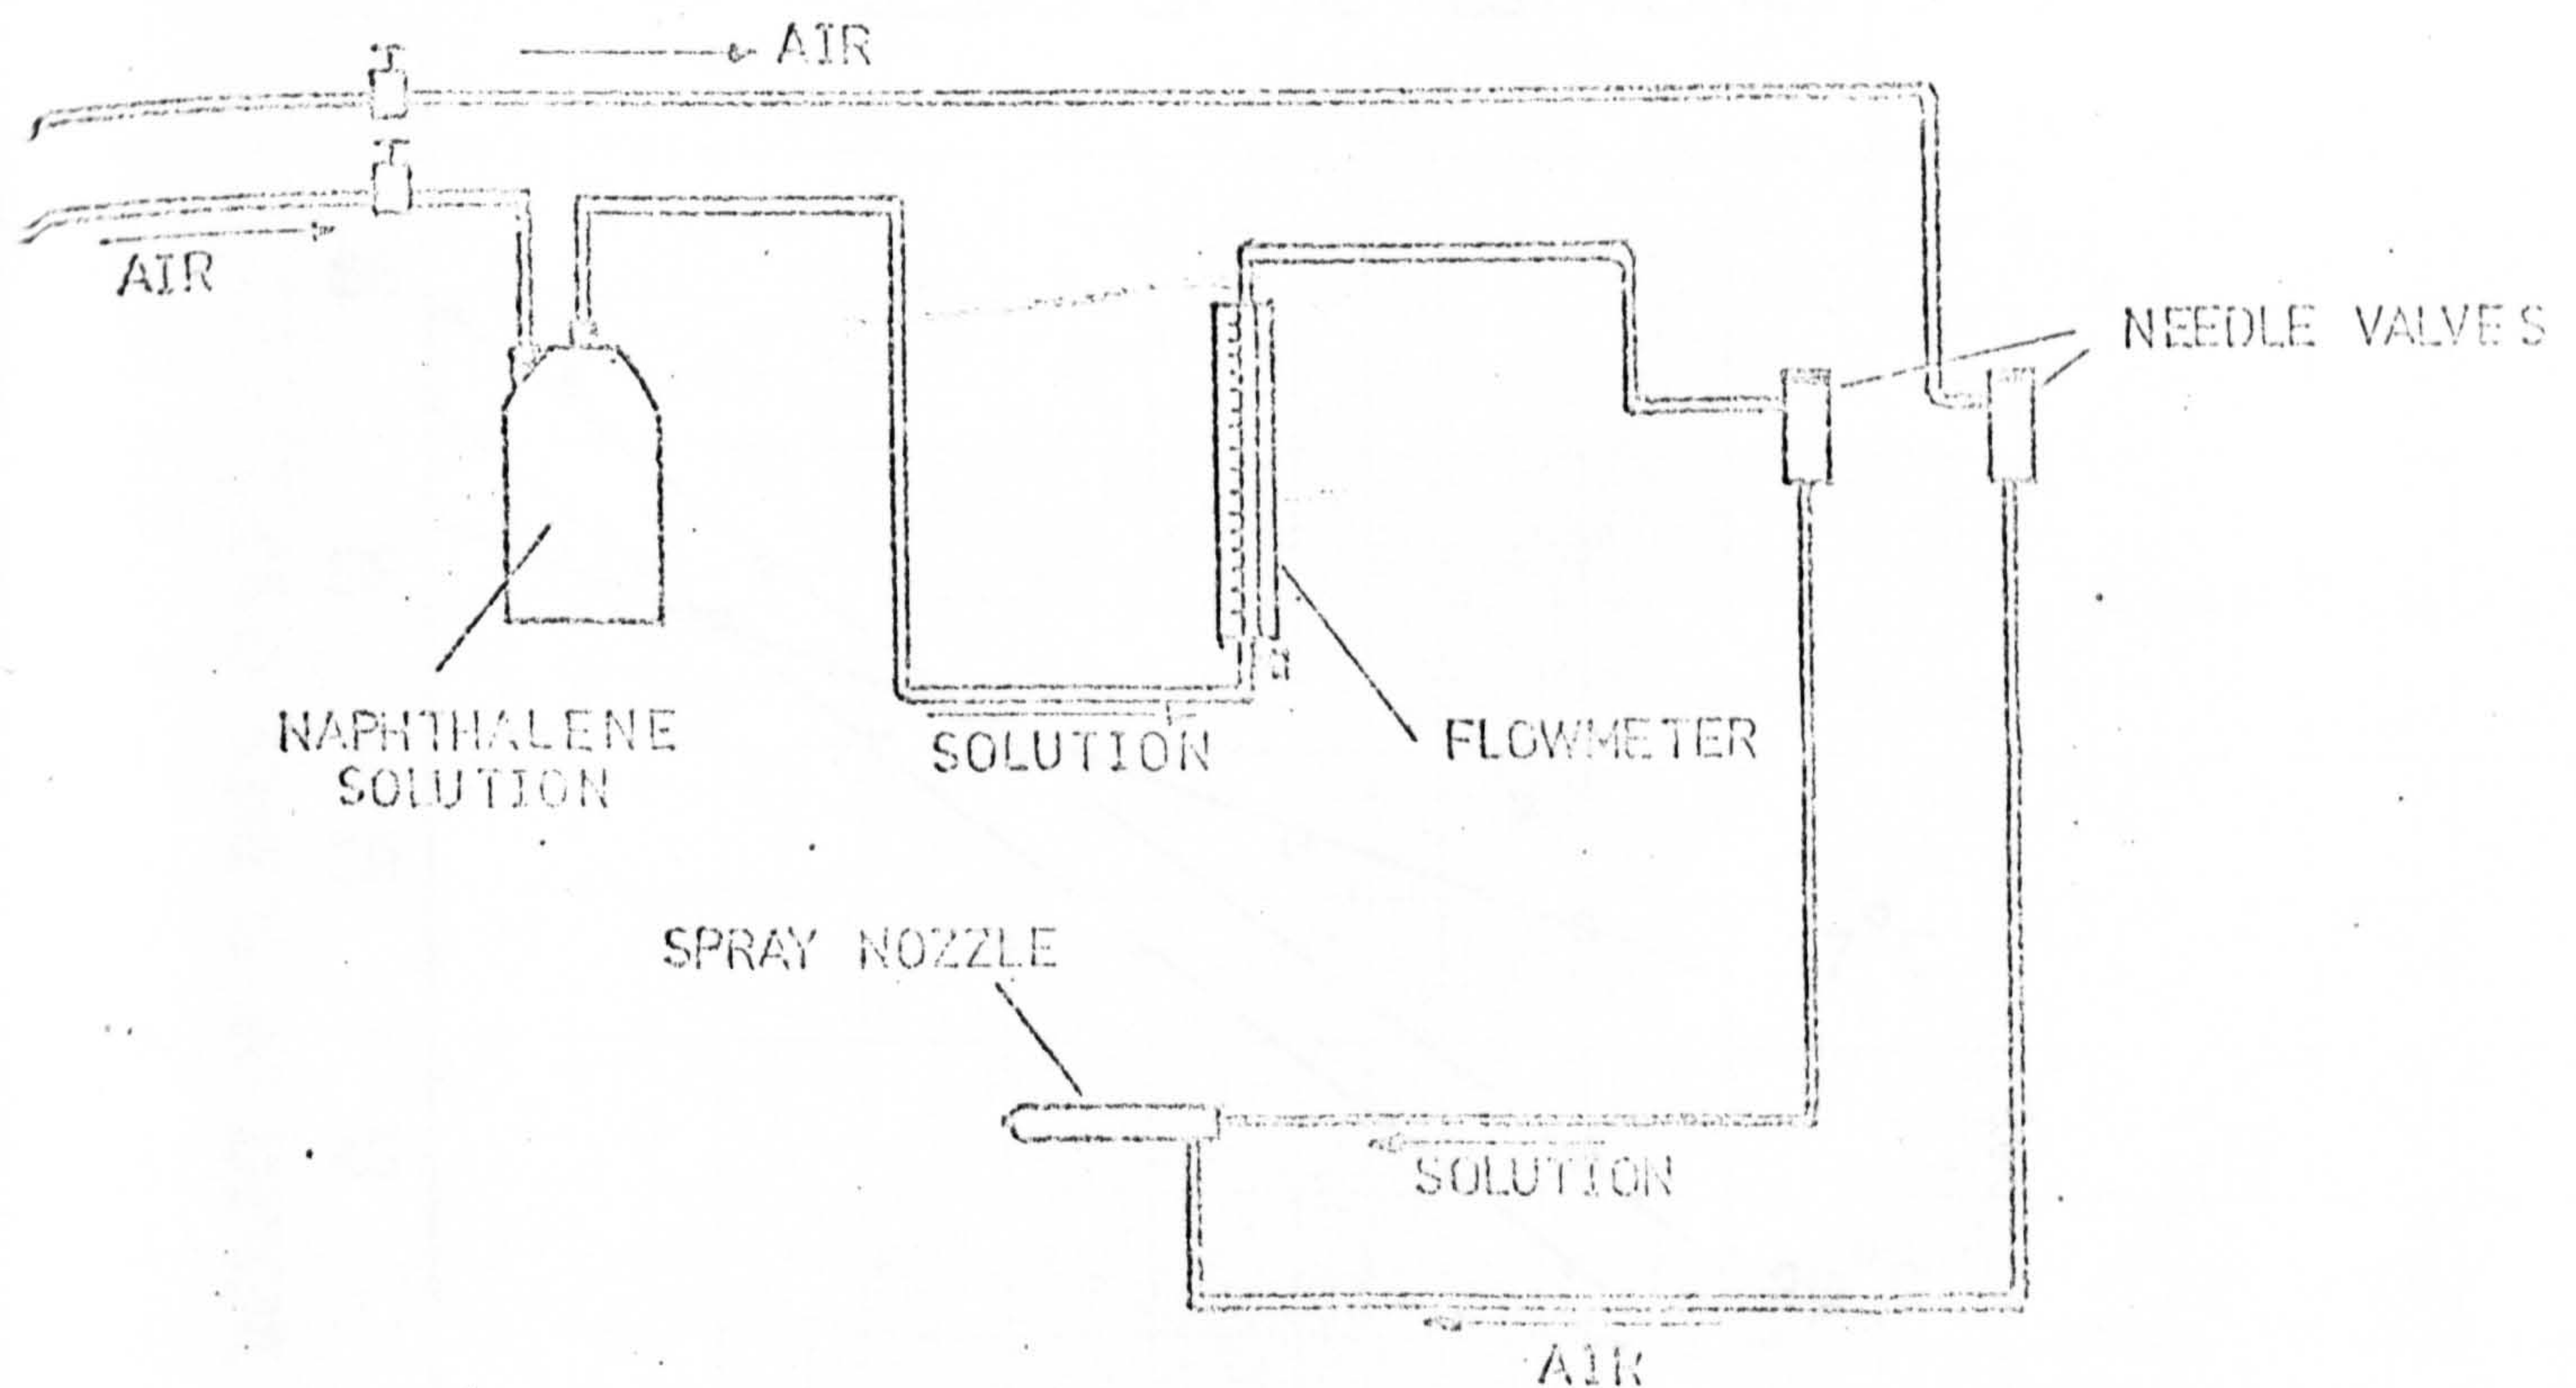 AIR
AIR
NEEDLE VALVES
NAPHTHALENE
SOLUTION
SOLUTION
FLOWMETER
SPRAY NOZZLE
SOLUTION
AIR